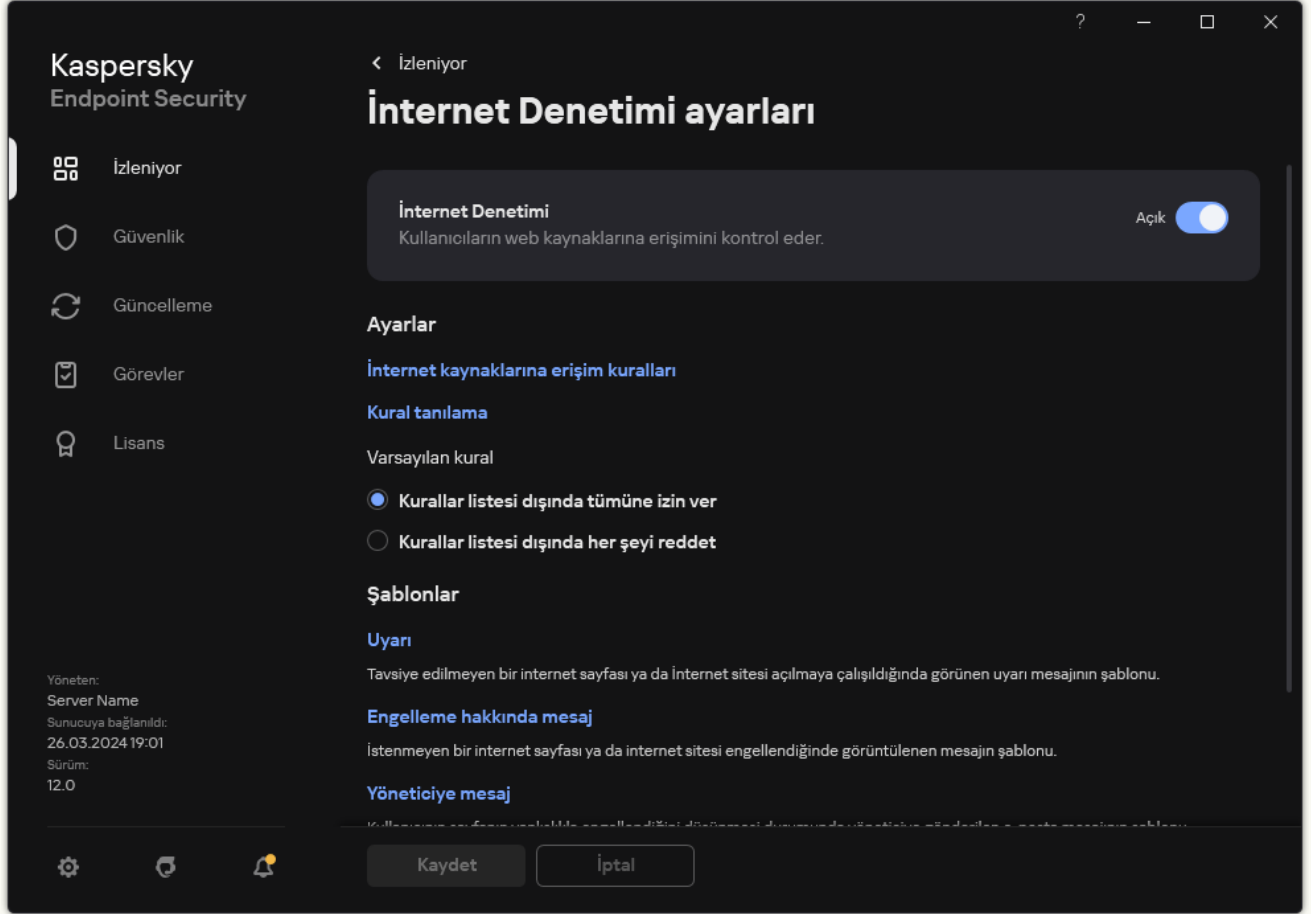 Kaspersky
Endpoint Security
İzleniyor
Güvenlik
Güncelleme
Görevler
Lisans
Yöneten:
Server Name
Sunucuya bağlanıldı:
26.03.2024 19:01
Sürüm:
12.0
?
İzleniyor
İnternet Denetimi ayarları
İnternet Denetimi
Kullanıcıların web kaynaklarına erişimini kontrol eder.
Açık
Ayarlar
İnternet kaynaklarına erişim kuralları
Kural tanılama
Varsayılan kural
Kurallar listesi dışında tümüne izin ver
Kurallar listesi dışında her şeyi reddet
Şablonlar
Uyarı
Tavsiye edilmeyen bir internet sayfası ya da İnternet sitesi açılmaya çalışıldığında görünen uyarı mesajının şablonu.
Engelleme hakkında mesaj
İstenmeyen bir internet sayfası ya da internet sitesi engellendiğinde görüntülenen mesajın şablonu.
Yöneticiye mesaj
Kaydet
İptal